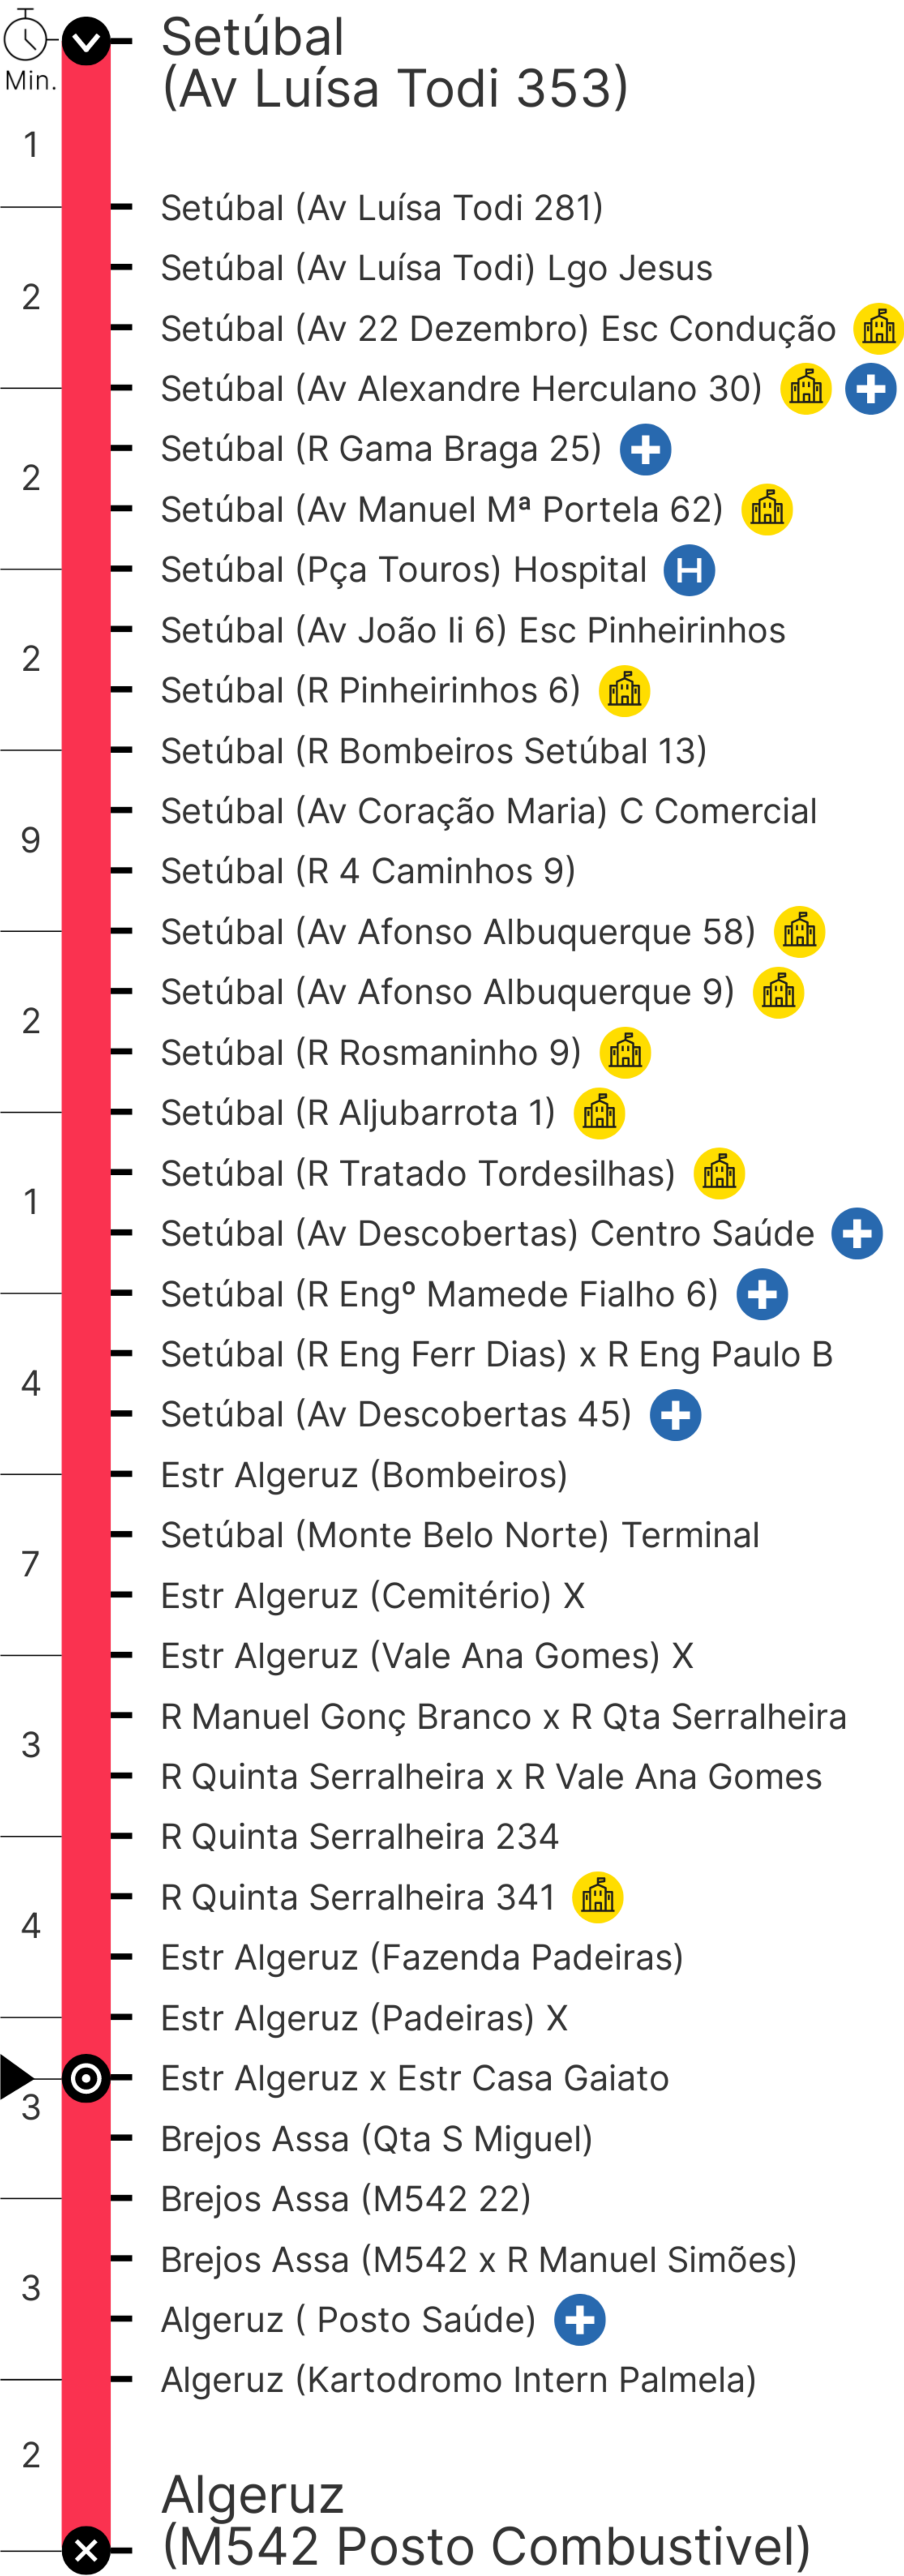 Setúbal
(Av Luísa Todi 353)
Min.
1
Setúbal (Av Luísa Todi 281)
Setúbal (Av Luísa Todi) Lgo Jesus
2
Setúbal (Av 22 Dezembro) Esc Condução
Setúbal (Av Alexandre Herculano 30)
Setúbal (R Gama Braga 25)
2
Setúbal (Av Manuel Mª Portela 62)
Setúbal (Pça Touros) Hospital H
Setúbal (Av João Ii 6) Esc Pinheirinhos
2
Setúbal (R Pinheirinhos 6)
Setúbal (R Bombeiros Setúbal 13)
Setúbal (Av Coração Maria) C Comercial
9
Setúbal (R 4 Caminhos 9)
Setúbal (Av Afonso Albuquerque 58)
Setúbal (Av Afonso Albuquerque 9)
2
Setúbal (R Rosmaninho 9)
Setúbal (R Aljubarrota 1)
Setúbal (R Tratado Tordesilhas)
1
Setúbal (Av Descobertas) Centro Saúde
Setúbal (R Engº Mamede Fialho 6)
Setúbal (R Eng Ferr Dias) x R Eng Paulo B
4
Setúbal (Av Descobertas 45)
Estr Algeruz (Bombeiros)
Setúbal (Monte Belo Norte) Terminal
7
Estr Algeruz (Cemitério) X
Estr Algeruz (Vale Ana Gomes) X
R Manuel Gonç Branco x R Qta Serralheira
3
R Quinta Serralheira x R Vale Ana Gomes
R Quinta Serralheira 234
R Quinta Serralheira 341
4
Estr Algeruz (Fazenda Padeiras)
Estr Algeruz (Padeiras) X
Estr Algeruz x Estr Casa Gaiato
3
Brejos Assa (Qta S Miguel)
Brejos Assa (M542 22)
Brejos Assa (M542 x R Manuel Simões)
3
Algeruz ( Posto Saúde)
Algeruz (Kartodromo Intern Palmela)
2
Algeruz
(M542 Posto Combustivel)